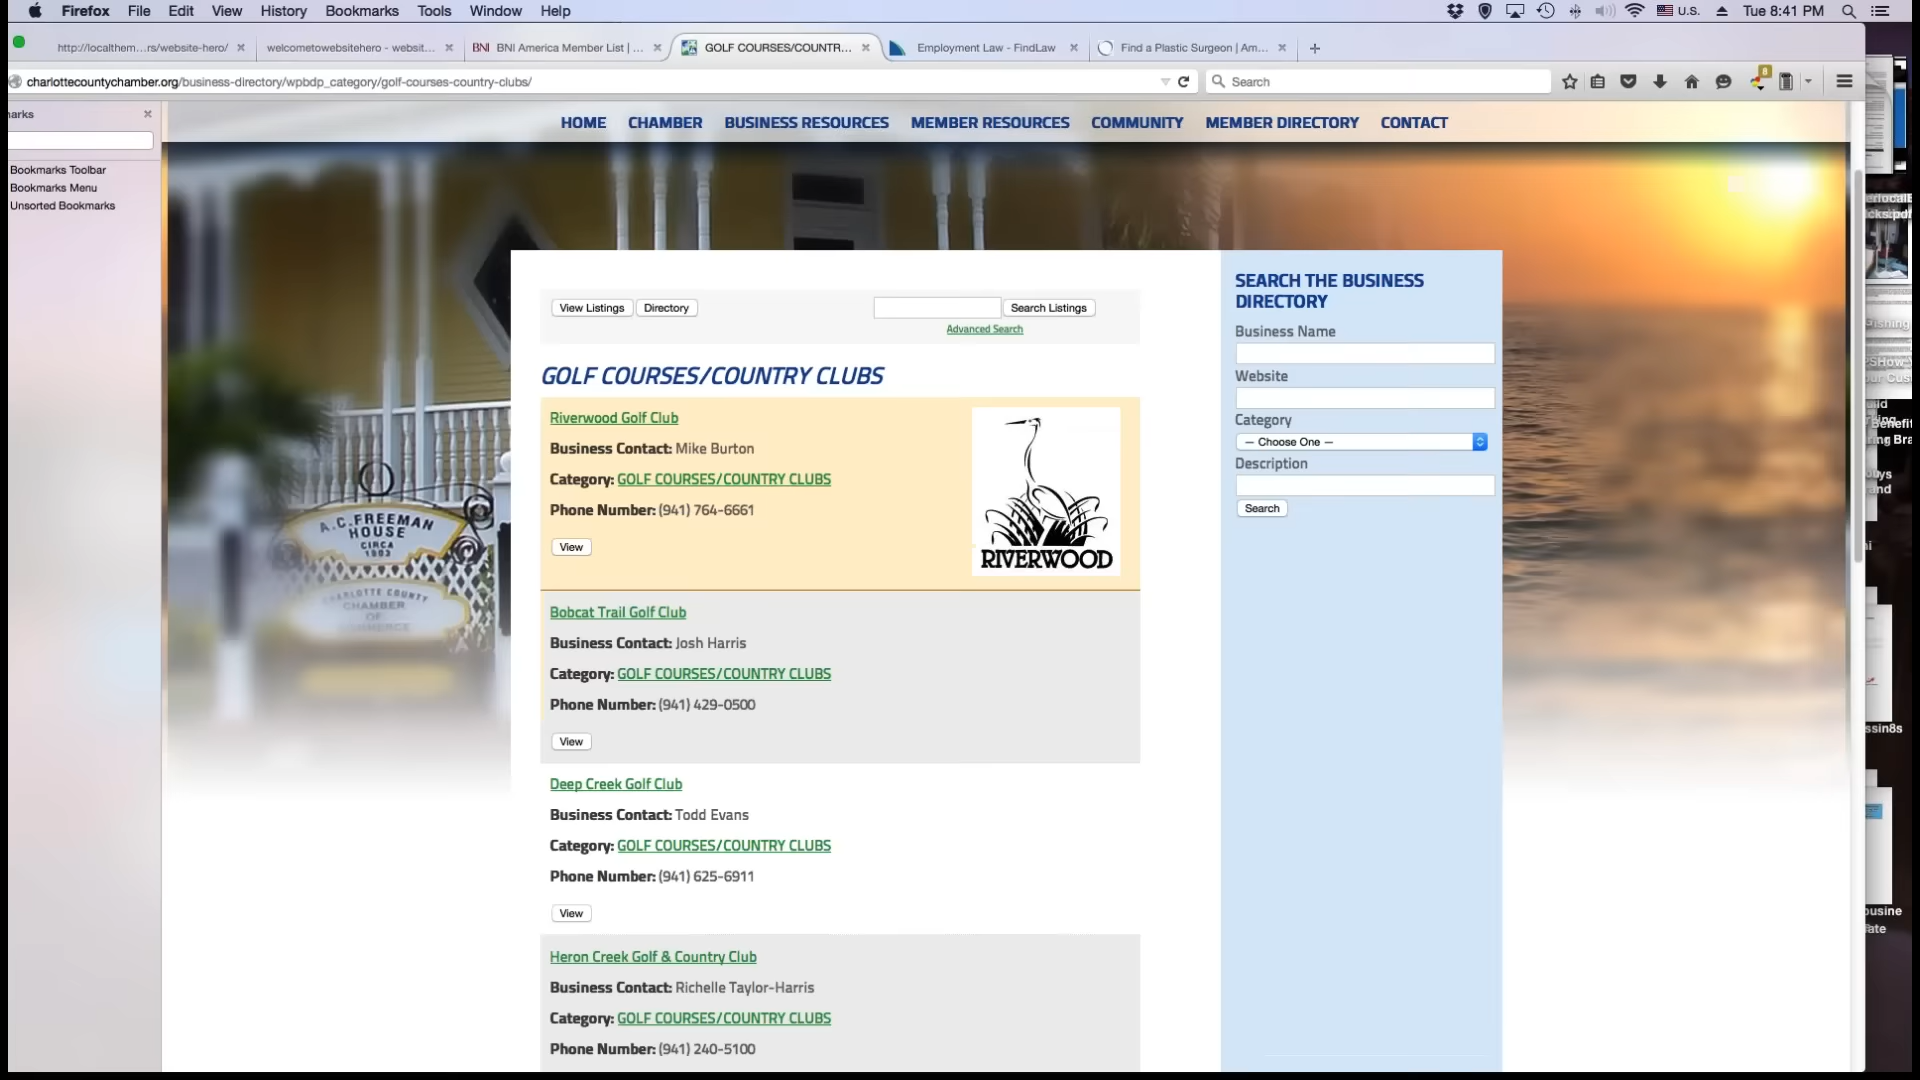 Firefox File Edit View History Bookmarks Tools Window Help U.S. Tue 8:41 PM
http://localthem...rs/website-hero/ welcometowebsitehero - websit... BNI BNI America Member List | ... GOLF COURSES/COUNTR... Employment Law - FindLaw Find a Plastic Surgeon | Am...
charlottecountychamber.org/business-directory/wpbdp_category/golf-courses-country-clubs/ Search 8
arks
Bookmarks Toolbar
Bookmarks Menu
Unsorted Bookmarks
HOME CHAMBER BUSINESS RESOURCES MEMBER RESOURCES COMMUNITY MEMBER DIRECTORY CONTACT
View Listings Directory Search Listings
Advanced Search
GOLF COURSES/COUNTRY CLUBS
Riverwood Golf Club
Business Contact: Mike Burton
Category: GOLF COURSES/COUNTRY CLUBS
Phone Number: (941) 764-6661
View
RIVERWOOD
Bobcat Trail Golf Club
Business Contact: Josh Harris
Category: GOLF COURSES/COUNTRY CLUBS
Phone Number: (941) 429-0500
View
Deep Creek Golf Club
Business Contact: Todd Evans
Category: GOLF COURSES/COUNTRY CLUBS
Phone Number: (941) 625-6911
View
Heron Creek Golf & Country Club
Business Contact: Richelle Taylor-Harris
Category: GOLF COURSES/COUNTRY CLUBS
Phone Number: (941) 240-5100
SEARCH THE BUSINESS
DIRECTORY
Business Name
Website
Category
— Choose One —
Description
Search
A.C. FREEMAN
HOUSE
CIRCA
1903
CHARLOTTE COUNTY
CHAMBER
OF
COMMERCE